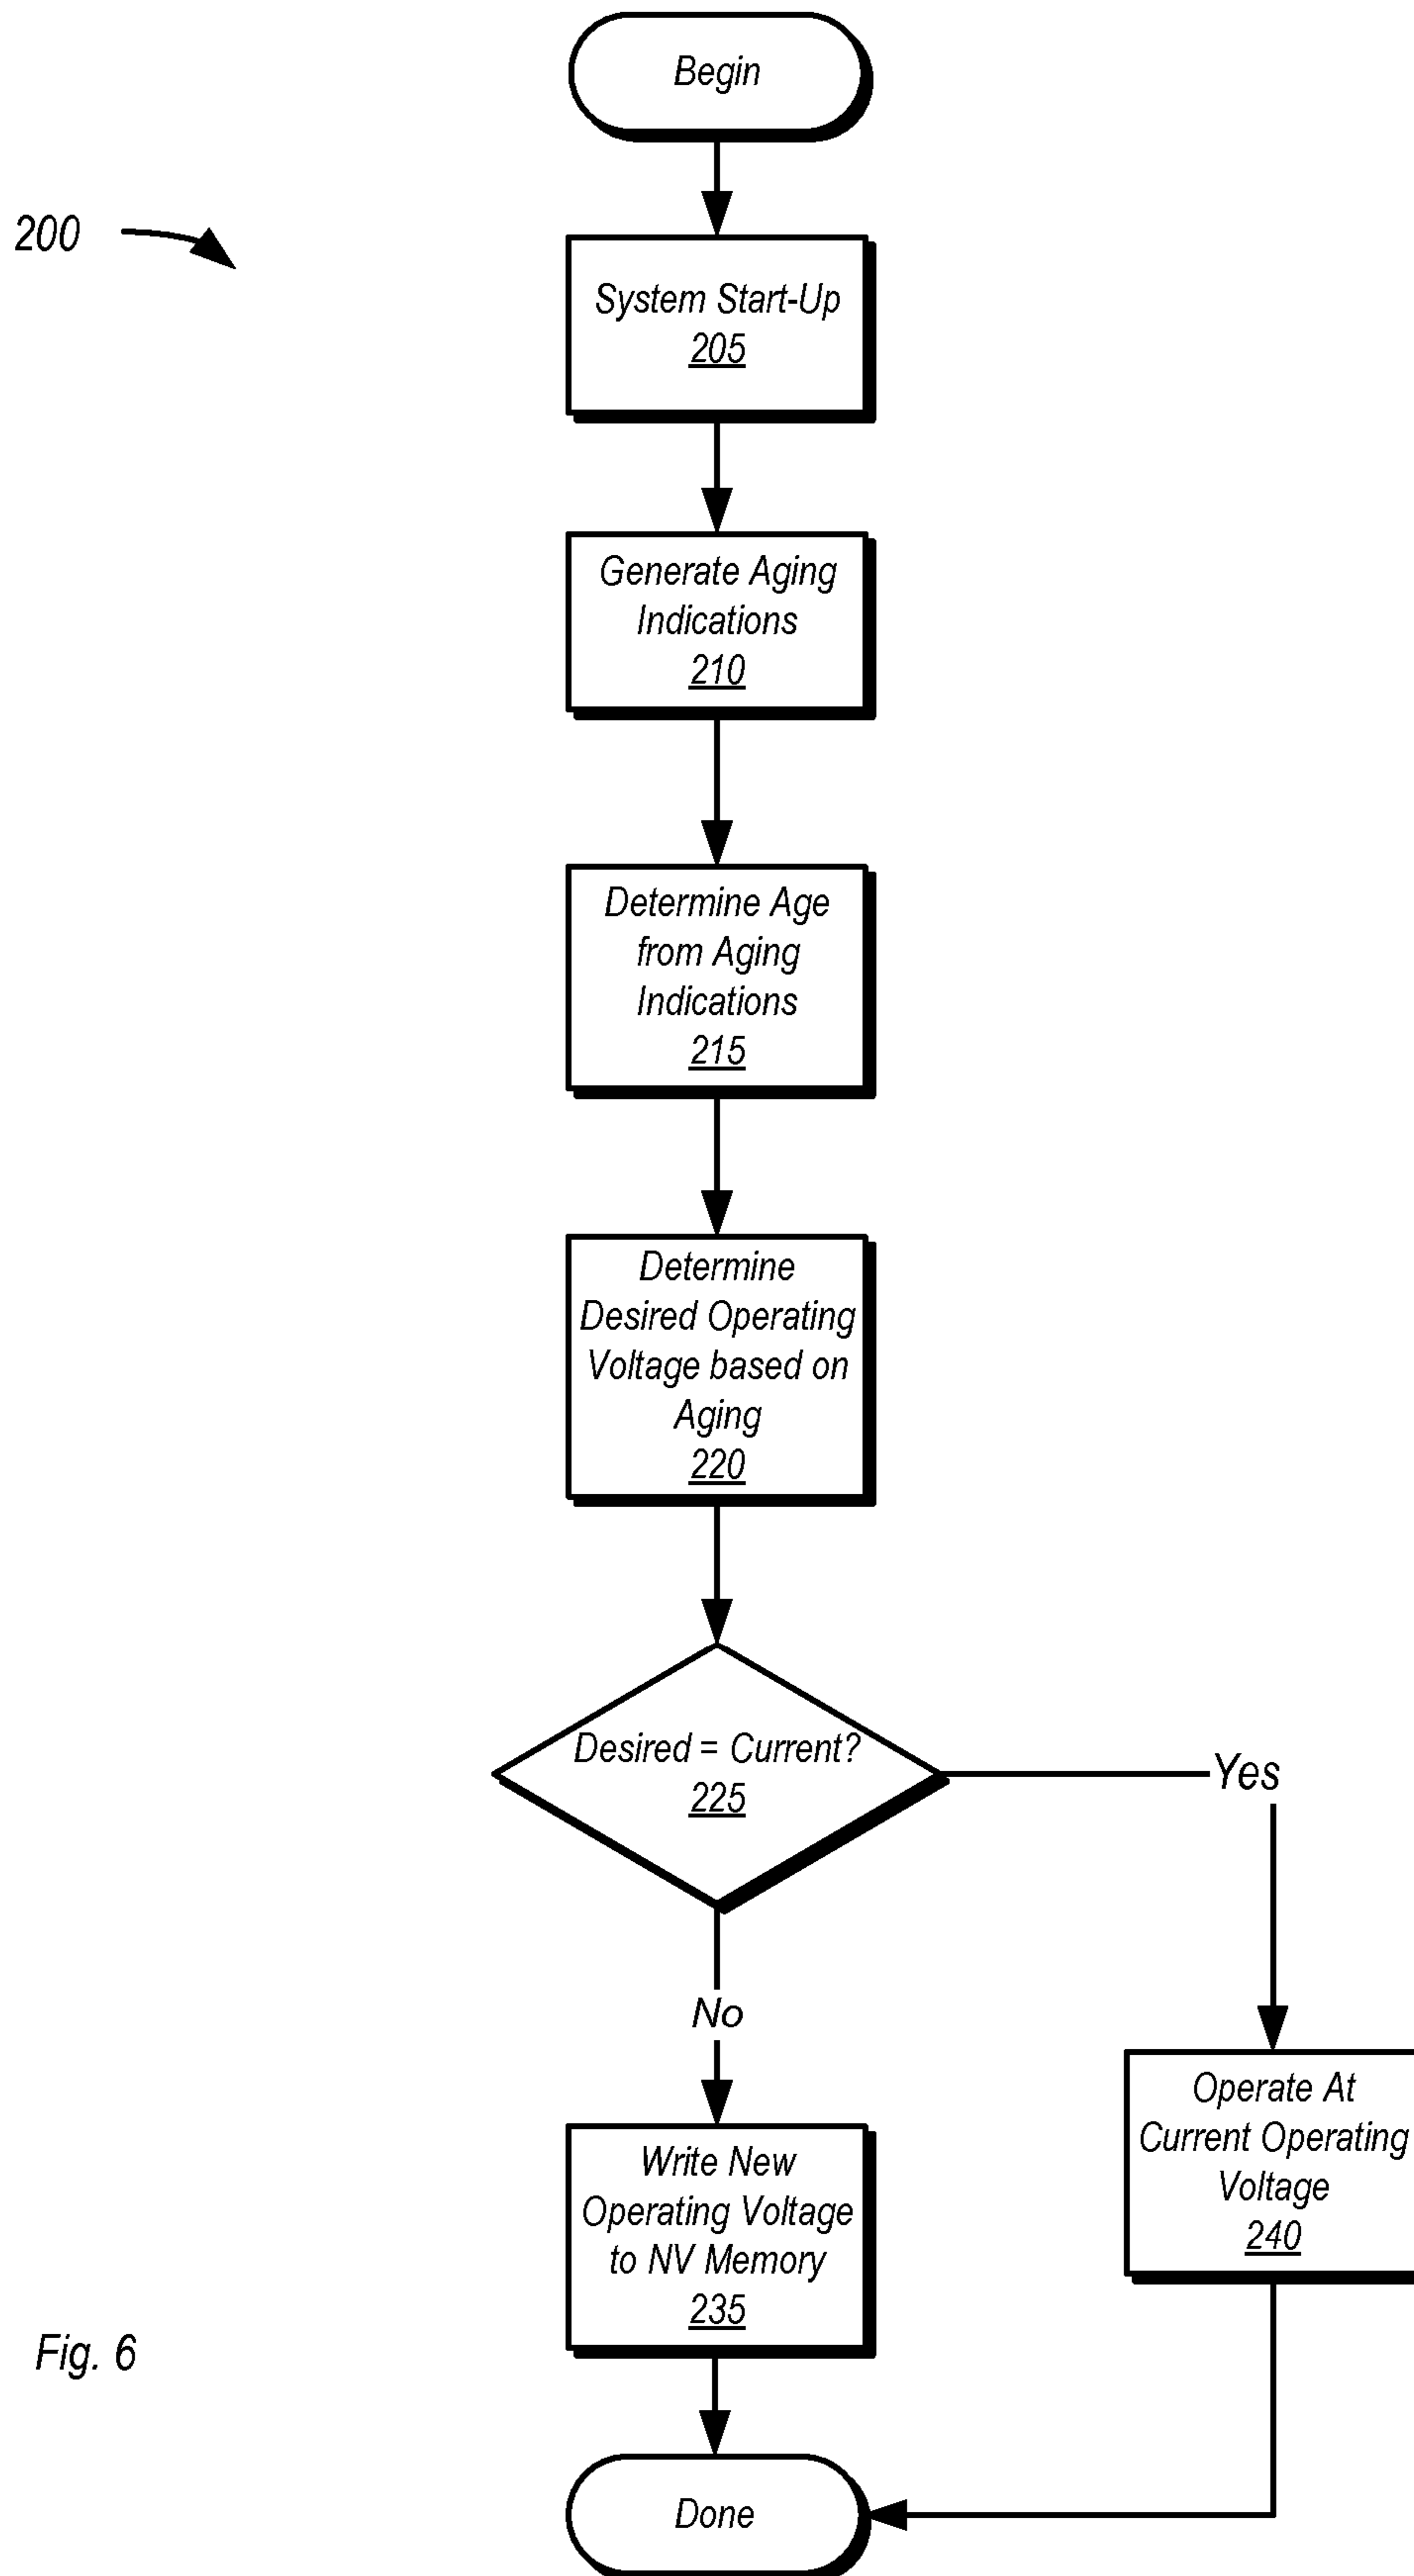 Begin
200
System Start-Up
205
Generate Aging
Indications
210
Determine Age
from Aging
Indications
215
Determine
Desired Operating
Voltage based on
Aging
220
Desired = Current?
225
Yes
No
Operate At
Current Operating
Voltage
240
Write New
Operating Voltage
to NV Memory
235
Fig. 6
Done